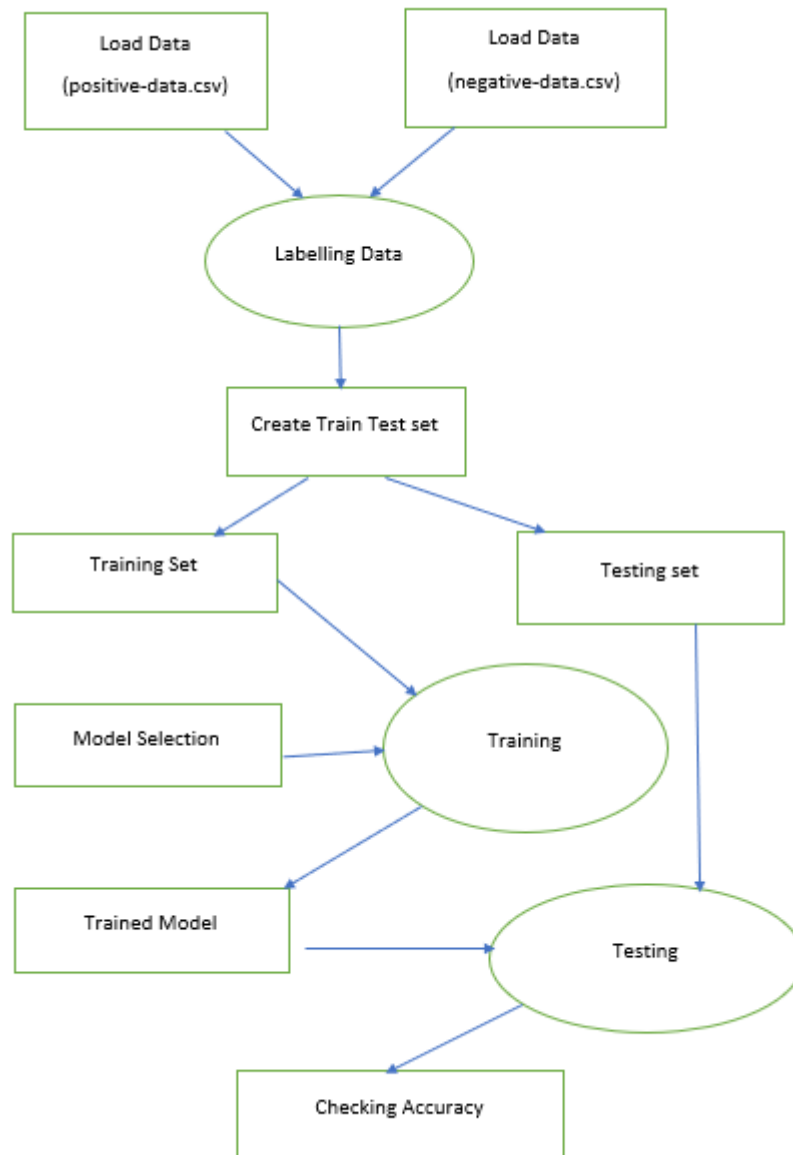 Load Data
(positive-data.csv)
Load Data
(negative-data.csv)
Labelling Data
Create Train Test set
Training Set
Testing set
Model Selection
Training
Trained Model
Testing
Checking Accuracy